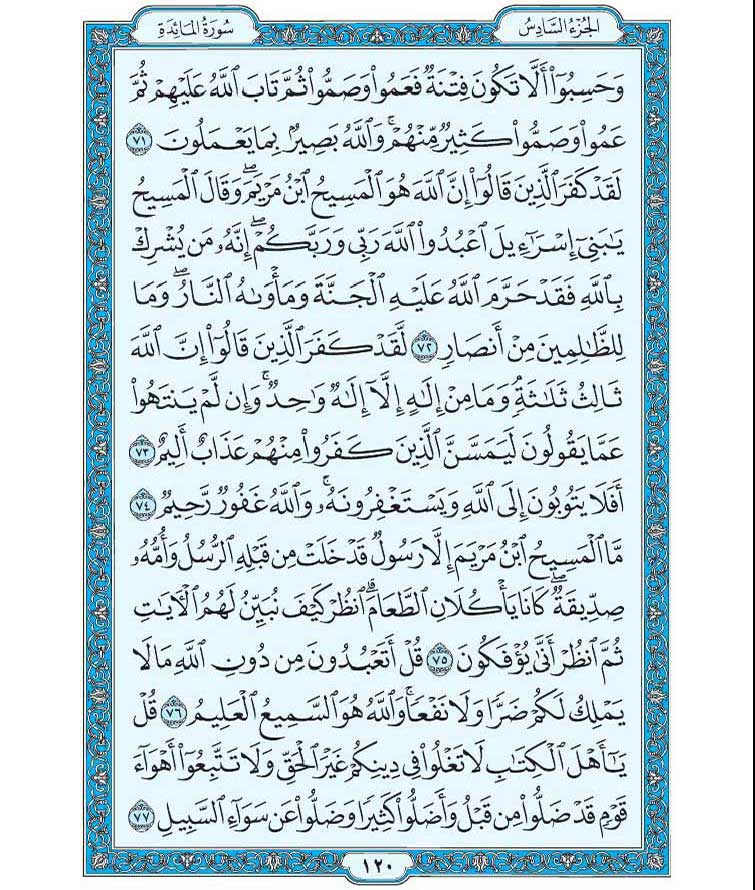 الجُزْءُ السَّادِسُ
سُورَةُ المَائِدَةِ
وَحَسِبُوٓا۟ أَلَّا تَكُونَ فِتْنَةٌ فَعَمُوا۟ وَصَمُّوا۟ ثُمَّ تَابَ ٱللَّهُ عَلَيْهِمْ ثُمَّ
عَمُوا۟ وَصَمُّوا۟ كَثِيرٌ مِّنْهُمْ ۚ وَٱللَّهُ بَصِيرٌۢ بِمَا يَعْمَلُونَ ٧١
لَقَدْ كَفَرَ ٱلَّذِينَ قَالُوٓا۟ إِنَّ ٱللَّهَ هُوَ ٱلْمَسِيحُ ٱبْنُ مَرْيَمَ ۖ وَقَالَ ٱلْمَسِيحُ
يَٰبَنِىٓ إِسْرَٰٓءِيلَ ٱعْبُدُوا۟ ٱللَّهَ رَبِّى وَرَبَّكُمْ ۖ إِنَّهُۥ مَن يُشْرِكْ
بِٱللَّهِ فَقَدْ حَرَّمَ ٱللَّهُ عَلَيْهِ ٱلْجَنَّةَ وَمَأْوَىٰهُ ٱلنَّارُ ۖ وَمَا
لِلظَّٰلِمِينَ مِنْ أَنصَارٍ ٧٢ لَّقَدْ كَفَرَ ٱلَّذِينَ قَالُوٓا۟ إِنَّ ٱللَّهَ
ثَالِثُ ثَلَٰثَةٍ ۘ وَمَا مِنْ إِلَٰهٍ إِلَّآ إِلَٰهٌ وَٰحِدٌ ۚ وَإِن لَّمْ يَنتَهُوا۟
عَمَّا يَقُولُونَ لَيَمَسَّنَّ ٱلَّذِينَ كَفَرُوا۟ مِنْهُمْ عَذَابٌ أَلِيمٌ ٧٣
أَفَلَا يَتُوبُونَ إِلَى ٱللَّهِ وَيَسْتَغْفِرُونَهُۥ ۚ وَٱللَّهُ غَفُورٌ رَّحِيمٌ ٧٤
مَّا ٱلْمَسِيحُ ٱبْنُ مَرْيَمَ إِلَّا رَسُولٌ قَدْ خَلَتْ مِن قَبْلِهِ ٱلرُّسُلُ وَأُمُّهُۥ
صِدِّيقَةٌ ۖ كَانَا يَأْكُلَانِ ٱلطَّعَامَ ۗ ٱنظُرْ كَيْفَ نُبَيِّنُ لَهُمُ ٱلْءَايَٰتِ
ثُمَّ ٱنظُرْ أَنَّىٰ يُؤْفَكُونَ ٧٥ قُلْ أَتَعْبُدُونَ مِن دُونِ ٱللَّهِ مَا لَا
يَمْلِكُ لَكُمْ ضَرًّا وَلَا نَفْعًا ۚ وَٱللَّهُ هُوَ ٱلسَّمِيعُ ٱلْعَلِيمُ ٧٦ قُلْ
يَٰٓأَهْلَ ٱلْكِتَٰبِ لَا تَغْلُوا۟ فِى دِينِكُمْ غَيْرَ ٱلْحَقِّ وَلَا تَتَّبِعُوٓا۟ أَهْوَآءَ
قَوْمٍ قَدْ ضَلُّوا۟ مِن قَبْلُ وَأَضَلُّوا۟ كَثِيرًا وَضَلُّوا۟ عَن سَوَآءِ ٱلسَّبِيلِ ٧٧
١٢٠